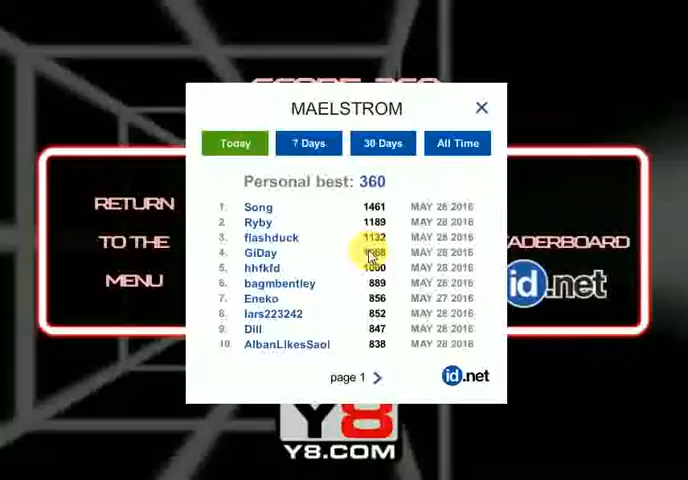 MAELSTROM
Today 7 Days 30 Days All Time
Personal best: 360
1. Song 1461 MAY 28 2016
2. Ryby 1189 MAY 28 2016
3. flashduck 1132 MAY 28 2016
4. GiDay MAY 28 2016
5. hhfkfd 1000 MAY 28 2016
6. bagmbentley 889 MAY 28 2016
7. Eneko 856 MAY 27 2016
8. lars223242 852 MAY 28 2016
9. Dill 847 MAY 28 2016
10. AlbanLikesSaol 838 MAY 28 2016
page 1
id.net
RETURN
TO THE
MENU
id.net
Y8
Y8.COM